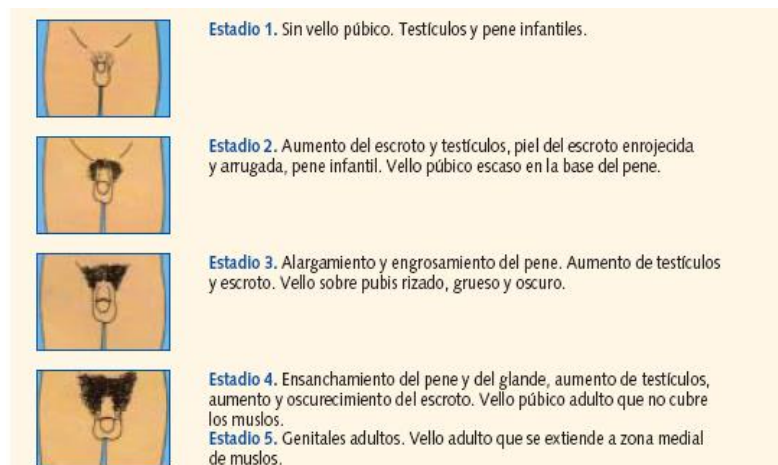 Estadio 1. Sin vello púbico. Testículos y pene infantiles.
Estadio 2. Aumento del escroto y testículos, piel del escroto enrojecida
y arrugada, pene infantil. Vello púbico escaso en la base del pene.
Estadio 3. Alargamiento y engrosamiento del pene. Aumento de testículos
y escroto. Vello sobre pubis rizado, grueso y oscuro.
Estadio 4. Ensanchamiento del pene y del glande, aumento de testículos,
aumento y oscurecimiento del escroto. Vello púbico adulto que no cubre
los muslos.
Estadio 5. Genitales adultos. Vello adulto que se extiende a zona medial
de muslos.